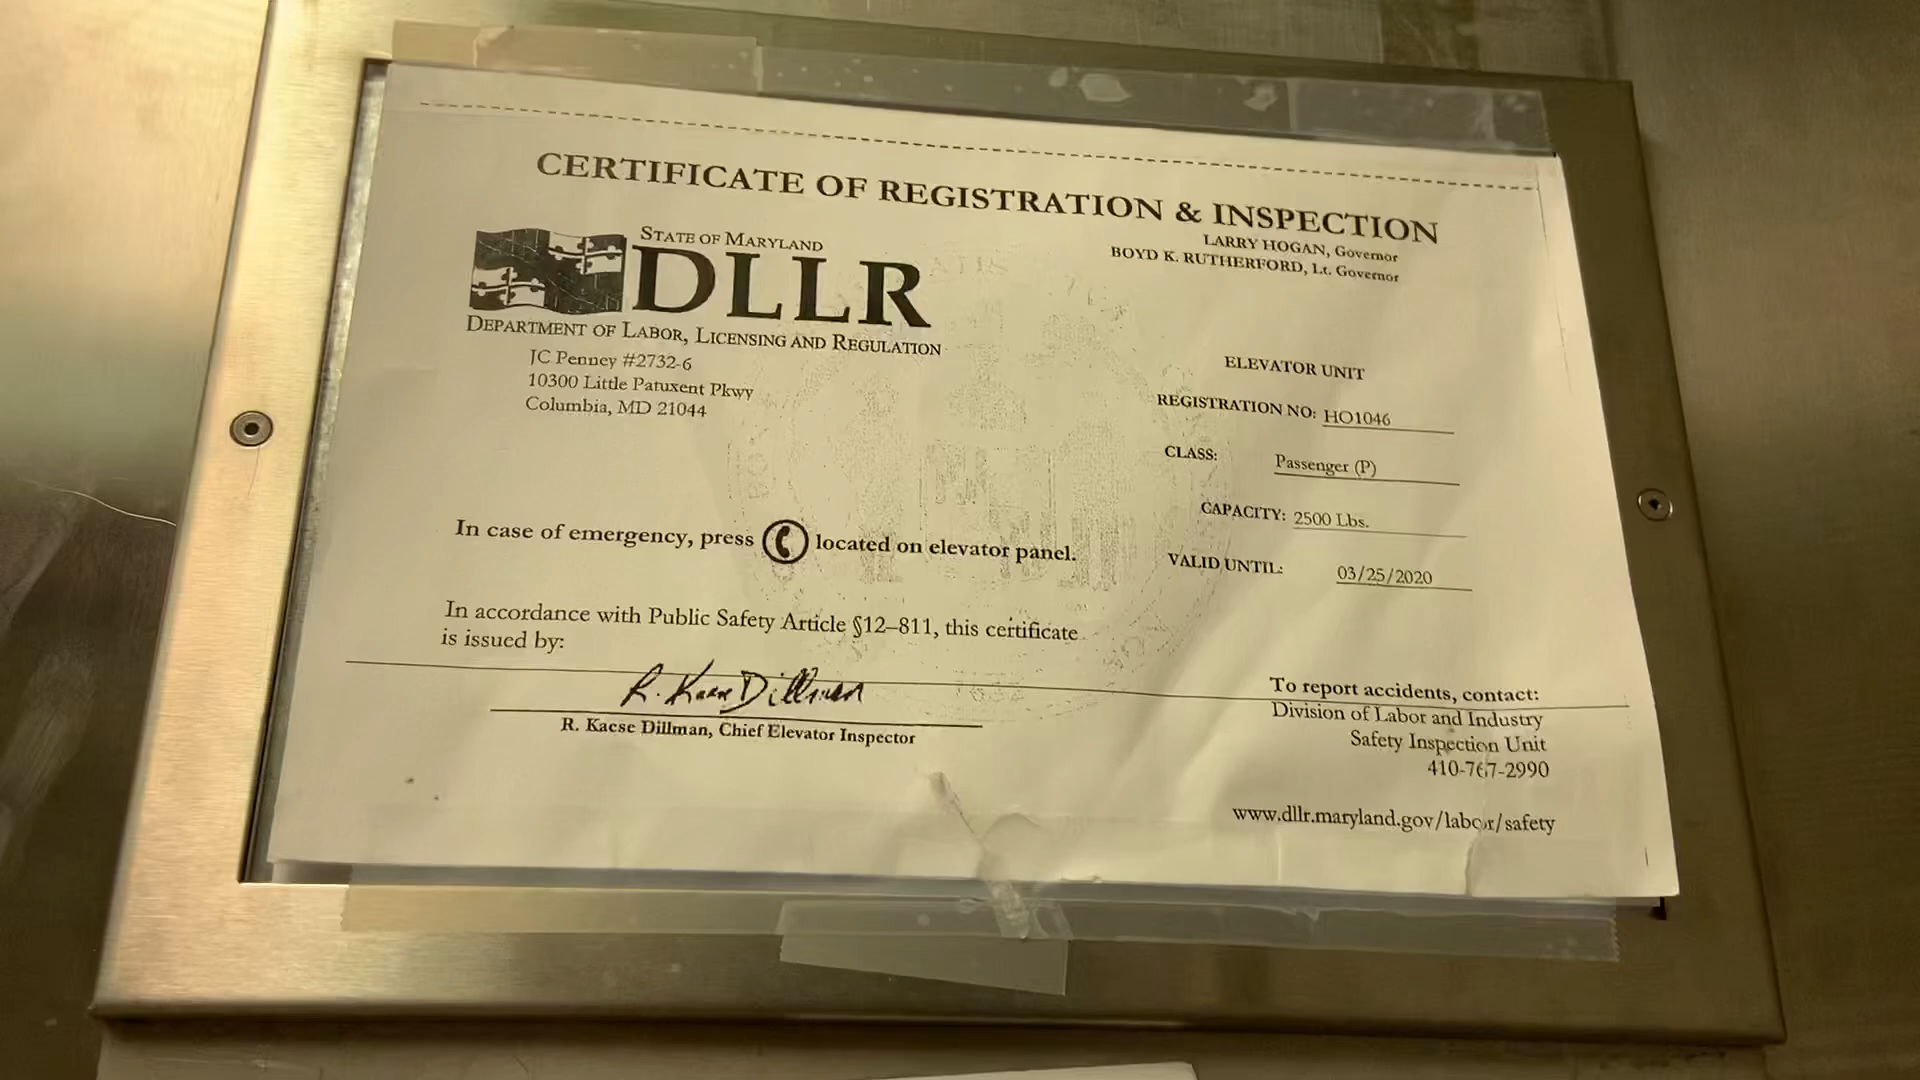 CERTIFICATE OF REGISTRATION & INSPECTION
LARRY HOGAN, Governor
BOYD K. RUTHERFORD, Lt. Governor
STATE OF MARYLAND
DLLR
DEPARTMENT OF LABOR, LICENSING AND REGULATION
JC Penney #2732-6
10300 Little Patuxent Pkwy
Columbia, MD 21044
ELEVATOR UNIT
REGISTRATION NO: HO1046
CLASS: Passenger (P)
CAPACITY: 2500 Lbs.
VALID UNTIL: 03/25/2020
In case of emergency, press located on elevator panel.
In accordance with Public Safety Article §12–811, this certificate
is issued by:
R. Kaese Dillman
R. Kaese Dillman, Chief Elevator Inspector
To report accidents, contact:
Division of Labor and Industry
Safety Inspection Unit
410-767-2990
www.dllr.maryland.gov/labor/safety